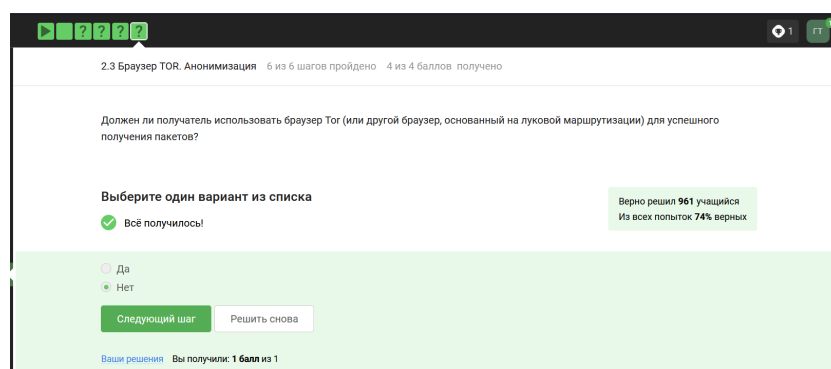 ? ? ? ?
1
ГТ
2.3 Браузер TOR. Анонимизация 6 из 6 шагов пройдено 4 из 4 баллов получено
Должен ли получатель использовать браузер Tor (или другой браузер, основанный на луковой маршрутизации) для успешного
получения пакетов?
Выберите один вариант из списка
Всё получилось!
Верно решил 961 учащийся
Из всех попыток 74% верных
Да
Нет
Следующий шаг Решить снова
Ваши решения Вы получили: 1 балл из 1